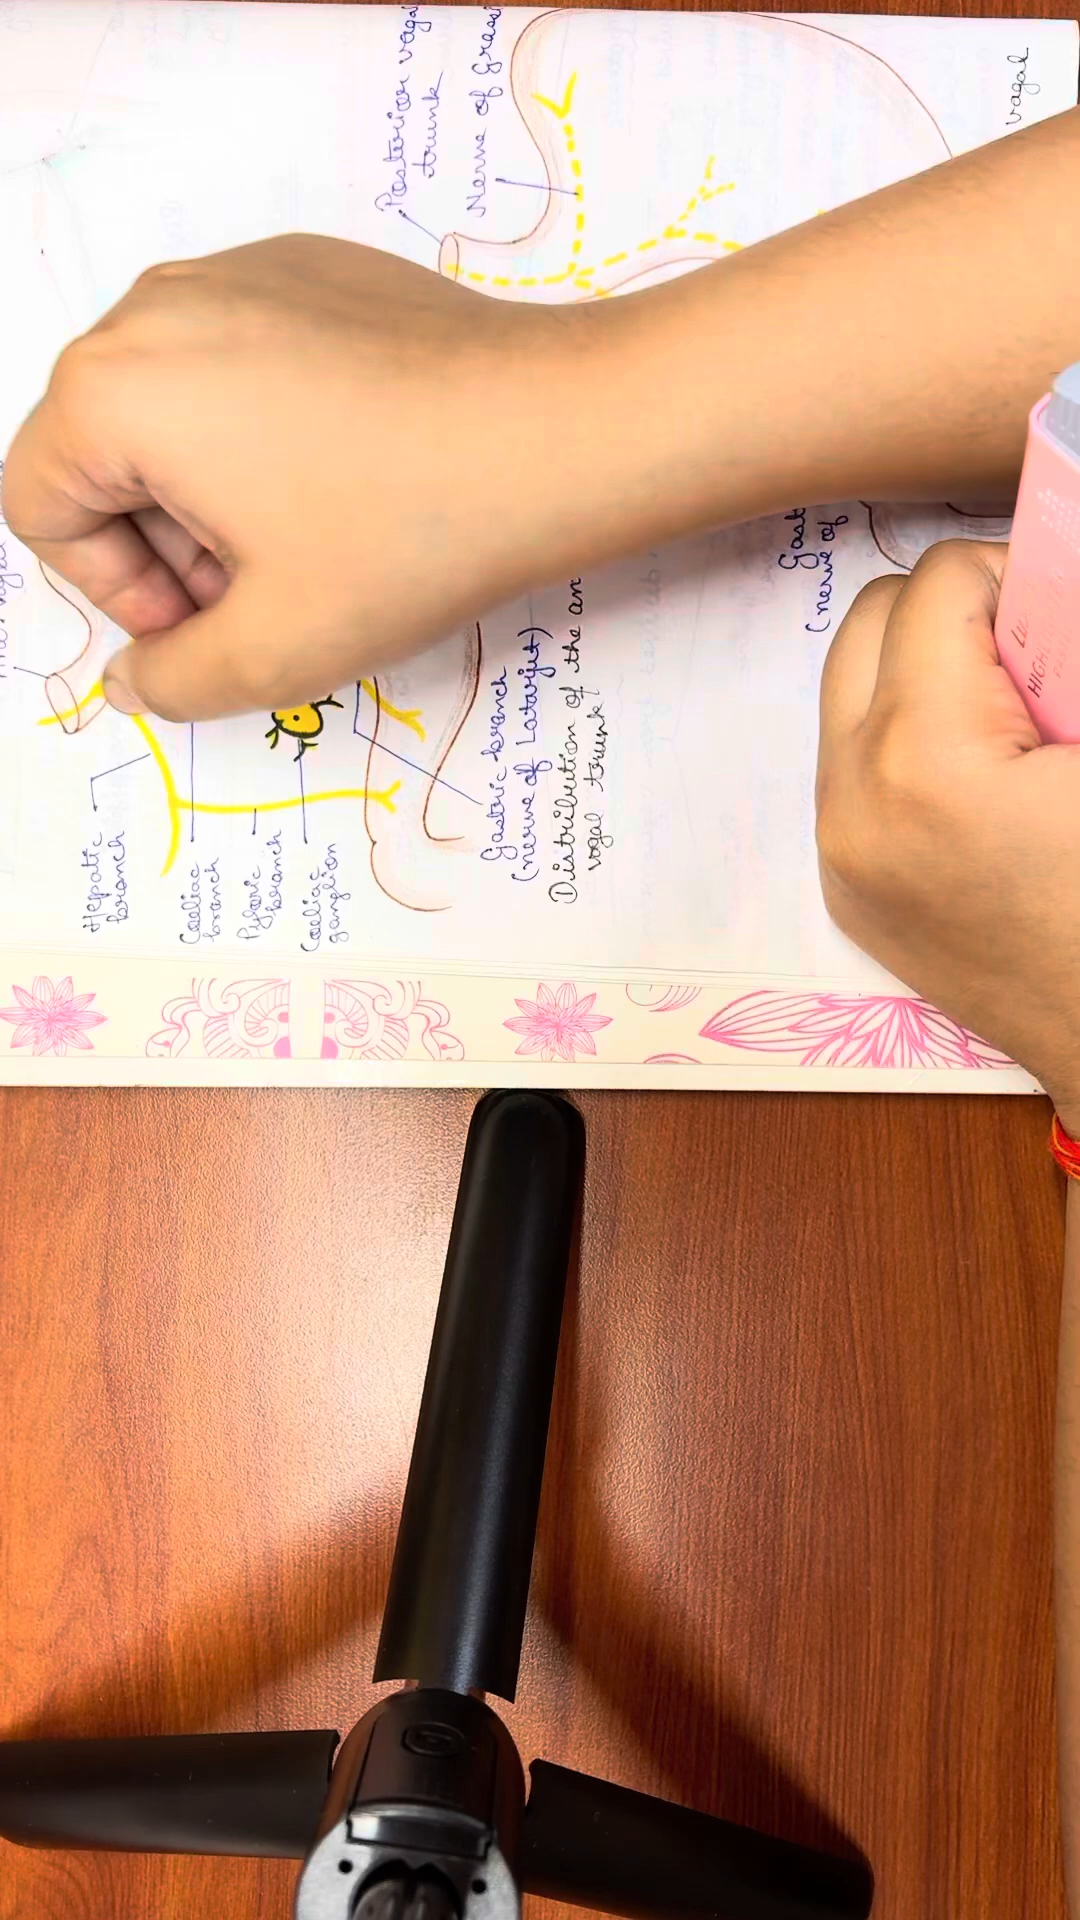 Posterior vagal
trunk
Nerve of Grassi
vagal
Hepatic
branch
Coeliac
branch
Pyloric
branch
Coeliac
ganglion
Gastric branch
(nerve of Latarjet)
Distribution of the an
vagal trunk
Gast
(nerve of
HIGH